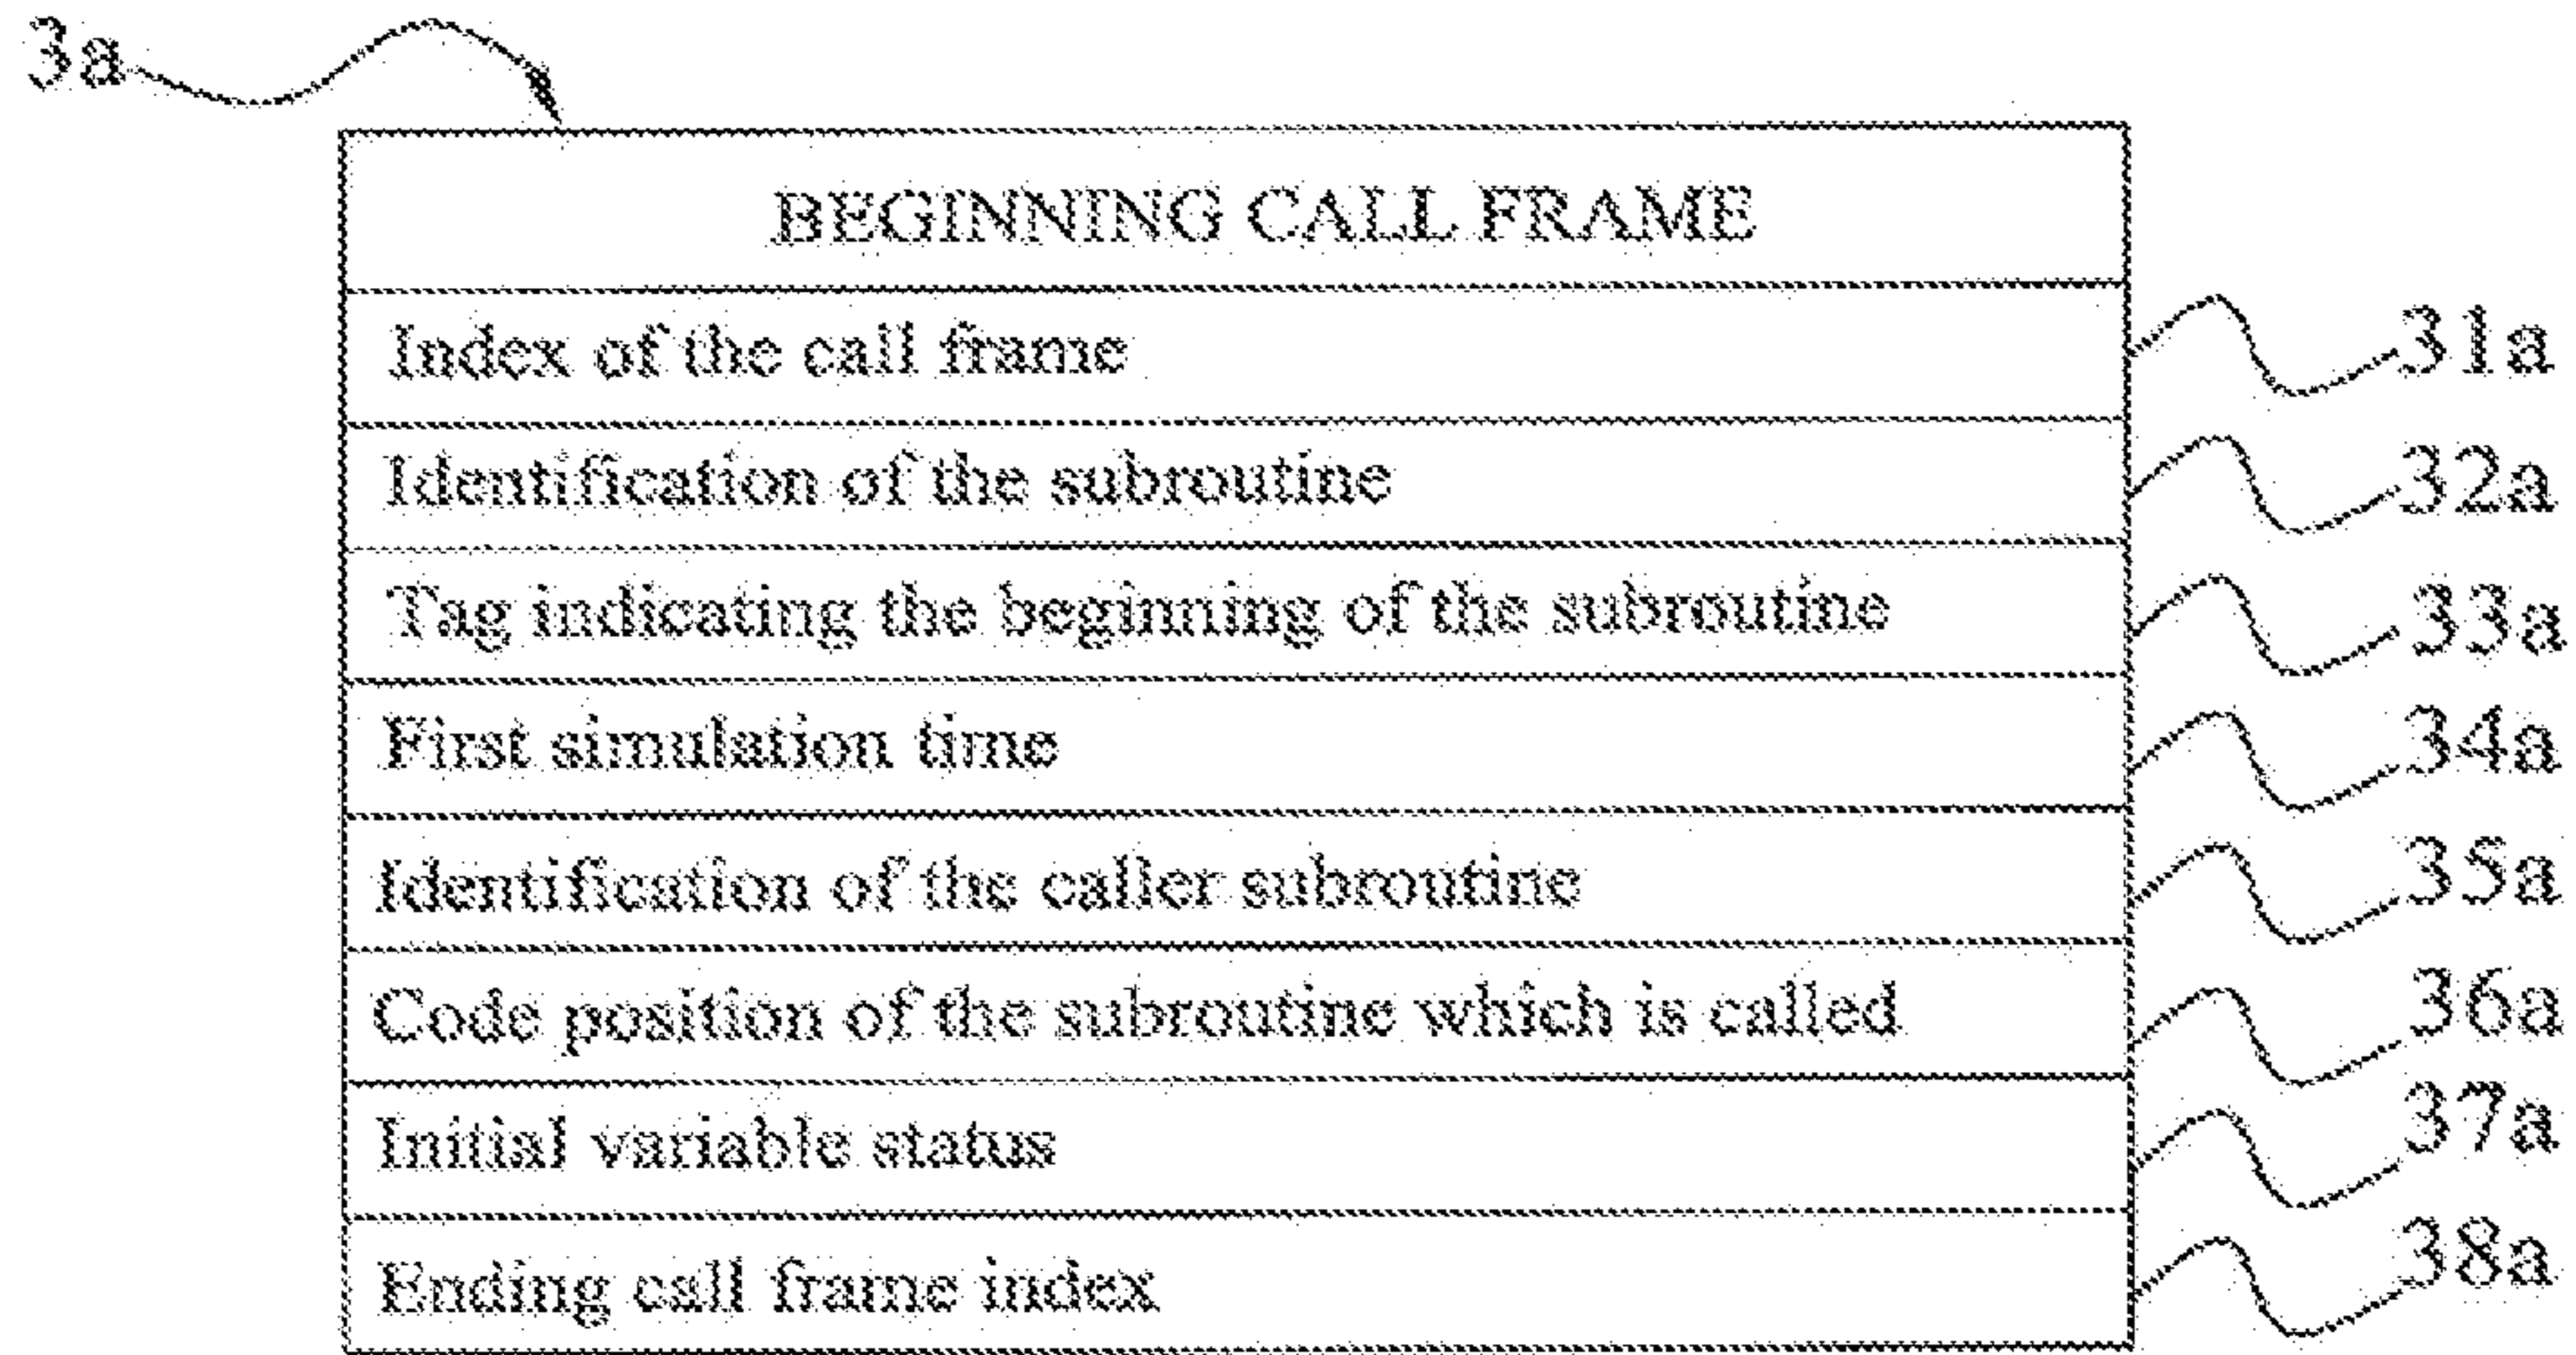 3a
BEGINNING CALL FRAME
Index of the call frame 31a
Identification of the subroutine 32a
Tag indicating the beginning of the subroutine 33a
First simulation time 34a
Identification of the caller subroutine 35a
Code position of the subroutine which is called 36a
Initial variable status 37a
Ending call frame index 38a